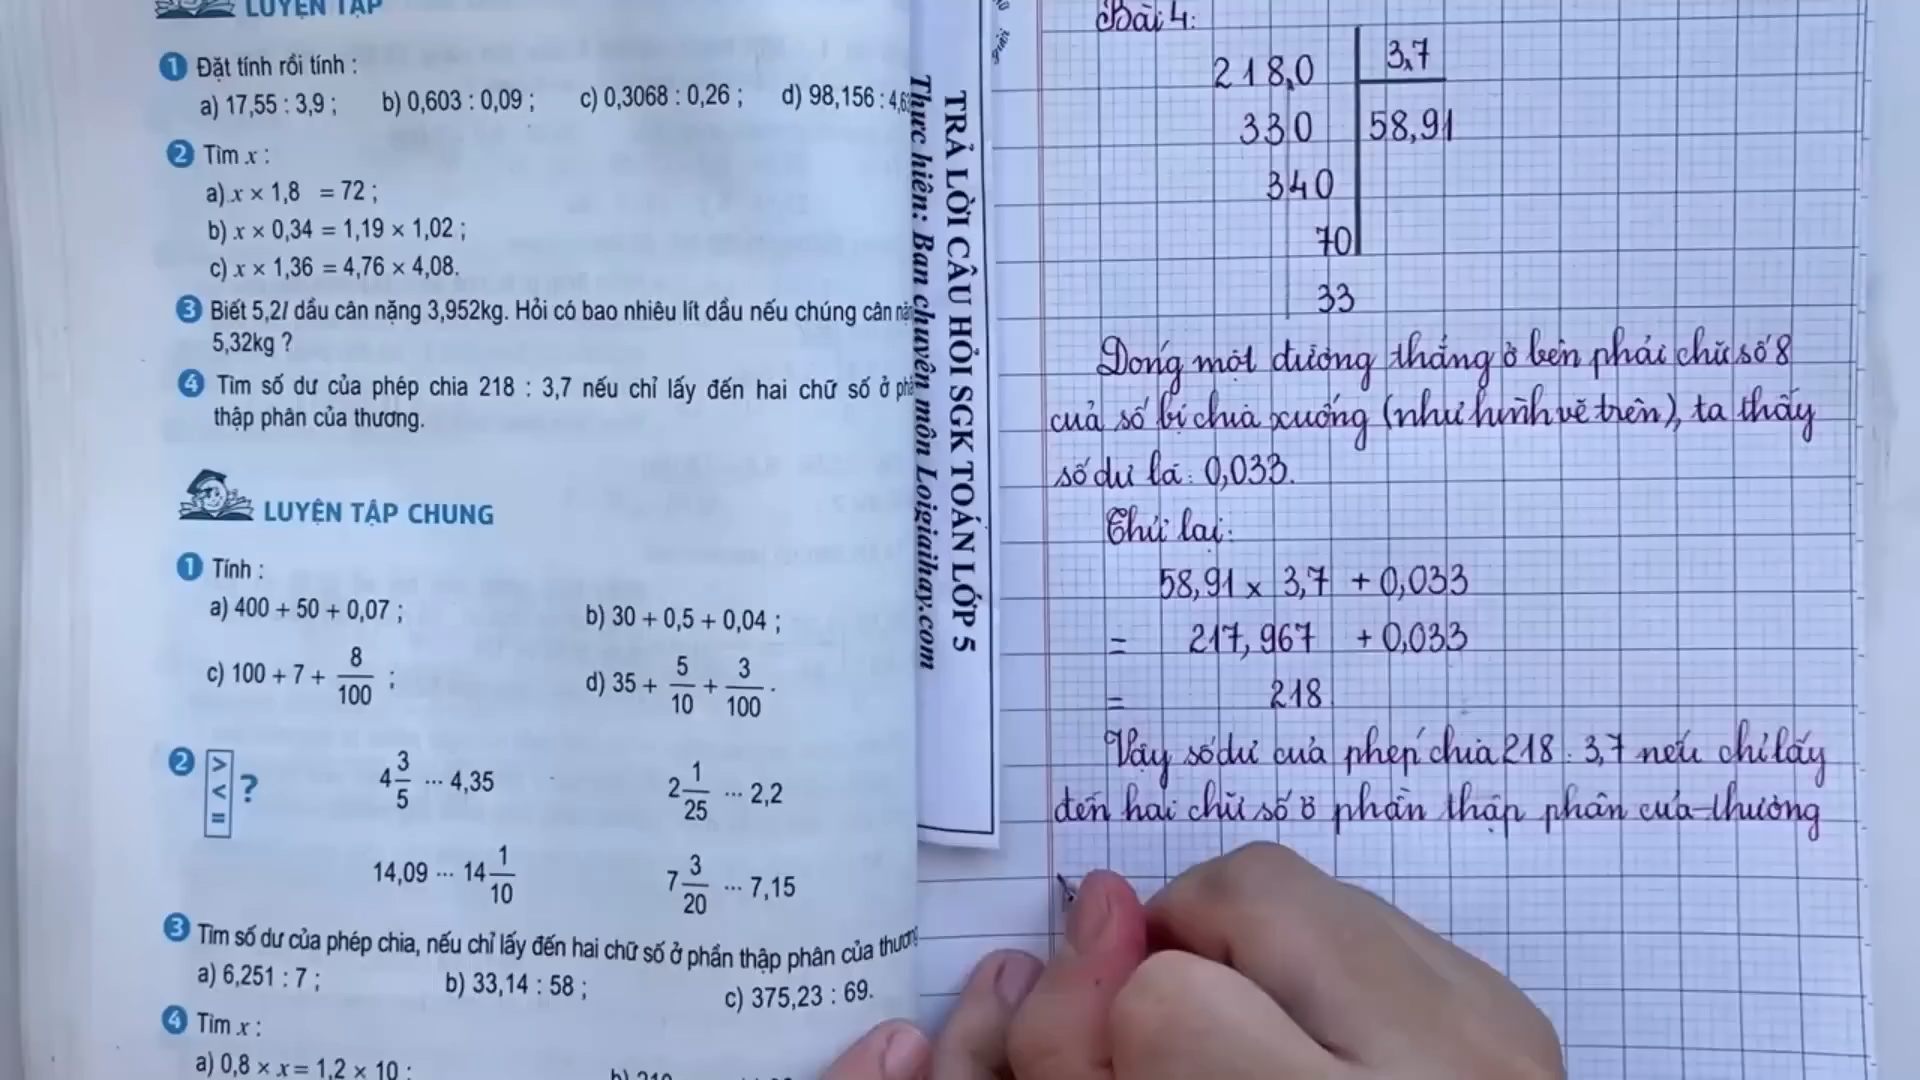 LUYỆN TẬP
1 Đặt tính rồi tính :
a) 17,55 : 3,9 ; b) 0,603 : 0,09 ; c) 0,3068 : 0,26 ; d) 98,156 : 4,63
2 Tìm x :
a) x × 1,8 = 72 ;
b) x × 0,34 = 1,19 × 1,02 ;
c) x × 1,36 = 4,76 × 4,08.
3 Biết 5,2l dầu cân nặng 3,952kg. Hỏi có bao nhiêu lít dầu nếu chúng cân nặng
5,32kg ?
4 Tìm số dư của phép chia 218 : 3,7 nếu chỉ lấy đến hai chữ số ở phần
thập phân của thương.
LUYỆN TẬP CHUNG
1 Tính :
a) 400 + 50 + 0,07 ; b) 30 + 0,5 + 0,04 ;
c) 100 + 7 + 8/100 ; d) 35 + 5/10 + 3/100 .
2 > < = ? 4 3/5 ... 4,35 2 1/25 ... 2,2
14,09 ... 14 1/10 7 3/20 ... 7,15
3 Tìm số dư của phép chia, nếu chỉ lấy đến hai chữ số ở phần thập phân của thương
a) 6,251 : 7 ; b) 33,14 : 58 ; c) 375,23 : 69.
4 Tìm x :
a) 0,8 × x = 1,2 × 10 ;
TRẢ LỜI CÂU HỎI SGK TOÁN LỚP 5
Thực hiện: Ban chuyên môn Loigiaihay.com
Bài 4:
218,0 3,7
330 58,91
340
70
33
Dóng một đường thẳng ở bên phải chữ số 8
của số bị chia xuống (như hình vẽ trên), ta thấy
số dư là: 0,033.
Thử lại:
58,91 × 3,7 + 0,033
= 217,967 + 0,033
= 218
Vậy số dư của phép chia 218 : 3,7 nếu chỉ lấy
đến hai chữ số ở phần thập phân của thương